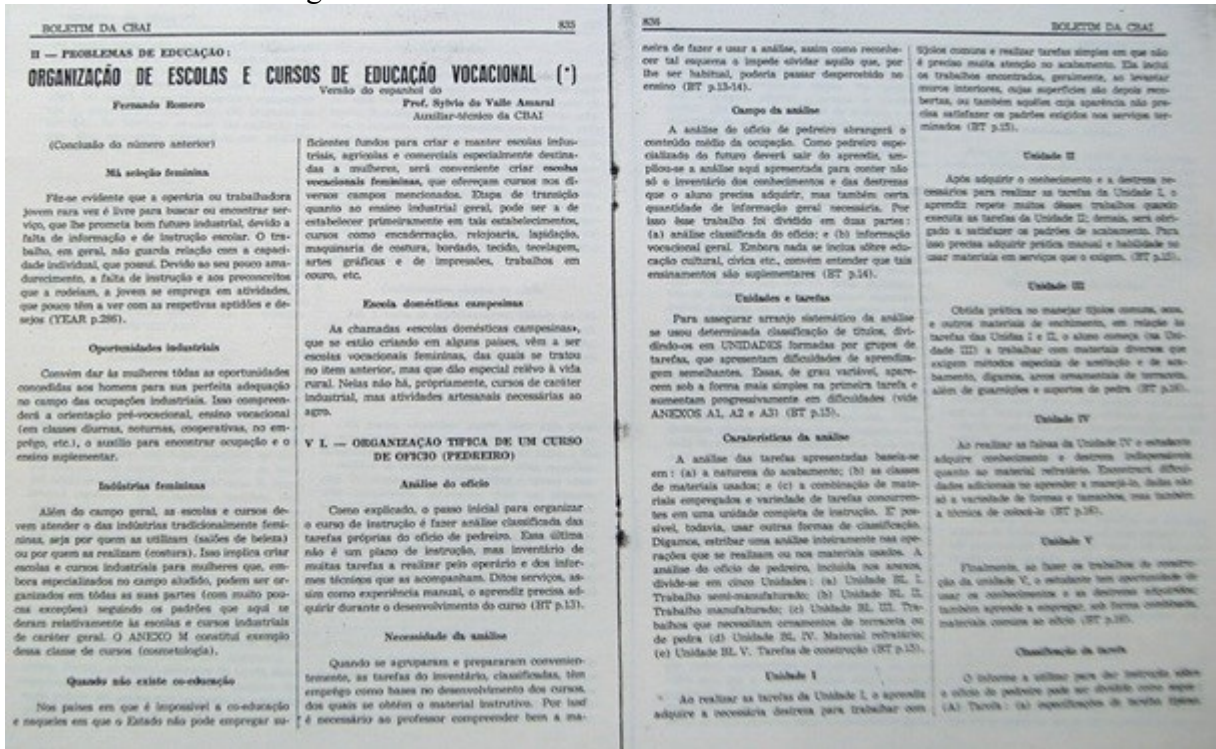 BOLETIM DA CBAI 835
II — PROBLEMAS DE EDUCAÇÃO:
ORGANIZAÇÃO DE ESCOLAS E CURSOS DE EDUCAÇÃO VOCACIONAL (*)
Versão do espanhol do
Fernando Romero
Prof. Sylvio do Valle Amaral
Auxiliar-técnico da CBAI
(Conclusão do número anterior)
Má seleção feminina
Fêz-se evidente que a operária ou trabalhadora
jovem rara vez é livre para buscar ou encontrar ser-
viço, que lhe prometa bom futuro industrial, devido a
falta de informação e de instrução escolar. O tra-
balho, em geral, não guarda relação com a capaci-
dade individual, que possui. Devido ao seu pouco ama-
durecimento, a falta de instrução e aos preconceitos
que a rodeiam, a jovem se emprega em atividades,
que pouco têm a ver com as respetivas aptidões e de-
sejos (YEAR p.286).
Oportunidades industriais
Convém dar às mulheres tôdas as oportunidades
concedidas aos homens para sua perfeita adequação
no campo das ocupações industriais. Isso compreen-
derá a orientação pré-vocacional, ensino vocacional
(em classes diurnas, noturnas, cooperativas, no em-
prêgo, etc.), o auxílio para encontrar ocupação e o
ensino suplementar.
Indústrias femininas
Além do campo geral, as escolas e cursos de-
vem atender o das indústrias tradicionalmente femi-
ninas, seja por quem as utilizam (salões de beleza)
ou por quem as realizam (costura). Isso implica criar
escolas e cursos industriais para mulheres que, em-
bora especializados no campo aludido, podem ser or-
ganizados em tôdas as suas partes (com muito pou-
cas exceções) seguindo os padrões que aqui se
deram relativamente às escolas e cursos industriais
de caráter geral. O ANEXO M constitui exemplo
dessa classe de cursos (cosmetologia).
Quando não existe co-educação
Nos países em que é impossível a co-educação
e naqueles em que o Estado não pode empregar su-
ficientes fundos para criar e manter escolas indus-
triais, agrícolas e comerciais especialmente destina-
das a mulheres, será conveniente criar escolas
vocacionais femininas, que ofereçam cursos nos di-
versos campos mencionados. Etapa de transição
quanto ao ensino industrial geral, pode ser a de
estabelecer primeiramente em tais estabelecimentos,
cursos como encadernação, relojoaria, lapidação,
maquinaria de costura, bordado, tecido, tecelagem,
artes gráficas e de impressões, trabalhos em
couro, etc.
Escola domésticas campesinas
As chamadas «escolas domésticas campesinas»,
que se estão criando em alguns países, vêm a ser
escolas vocacionais femininas, das quais se tratou
no item anterior, mas que dão especial relêvo à vida
rural. Nelas não há, pròpriamente, cursos de caráter
industrial, mas atividades artesanais necessárias ao
agro.
V I. — ORGANIZAÇÃO TIPICA DE UM CURSO
DE OFICIO (PEDREIRO)
Análise do ofício
Como explicado, o passo inicial para organizar
o curso de instrução é fazer análise classificada das
tarefas próprias do ofício de pedreiro. Essa última
não é um plano de instrução, mas inventário de
muitas tarefas a realizar pelo operário e dos infor-
mes técnicos que as acompanham. Ditos serviços, as-
sim como experiência manual, o aprendiz precisa ad-
quirir durante o desenvolvimento do curso (BT p.13).
Necessidade da análise
Quando se agruparam e prepararam convenien-
temente, as tarefas do inventário, classificadas, têm
emprêgo como bases no desenvolvimento dos cursos,
dos quais se obtém o material instrutivo. Por isso
é necessário ao professor compreender bem a ma-
836 BOLETIM DA CBAI
neira de fazer e usar a análise, assim como reconhe-
cer tal esquema o impede olvidar aquilo que, por
lhe ser habitual, poderia passar despercebido no
ensino (BT p.13-14).
Campo da análise
A análise do ofício de pedreiro abrangerá o
conteúdo médio da ocupação. Como pedreiro espe-
cializado do futuro deverá sair do aprendiz, am-
pliou-se a análise aqui apresentada para conter não
só o inventário dos conhecimentos e das destrezas
que o aluno precisa adquirir, mas também certa
quantidade de informação geral necessária. Por
isso êsse trabalho foi dividido em duas partes:
(a) análise classificada do ofício; e (b) informação
vocacional geral. Embora nada se inclua sôbre edu-
cação cultural, cívica etc., convém entender que tais
ensinamentos são suplementares (BT p.14).
Unidades e tarefas
Para assegurar arranjo sistemático da análise
se usou determinada classificação de títulos, divi-
dindo-os em UNIDADES formadas por grupos de
tarefas, que apresentam dificuldades de aprendiza-
gem semelhantes. Essas, de grau variável, apare-
cem sob a forma mais simples na primeira tarefa e
aumentam progressivamente em dificuldades (vide
ANEXOS A1, A2 e A3) (BT p.15).
Caraterísticas da análise
A análise das tarefas apresentadas baseia-se
em: (a) a natureza do acabamento; (b) as classes
de materiais usados; e (c) a combinação de mate-
riais empregados e variedade de tarefas concorren-
tes em uma unidade completa de instrução. E' pos-
sível, todavia, usar outras formas de classificação.
Digamos, estribar uma análise inteiramente nas ope-
rações que se realizam ou nos materiais usados. A
análise do ofício de pedreiro, incluída nos anexos,
divide-se em cinco Unidades: (a) Unidade BL I.
Trabalho semi-manufaturado; (b) Unidade BL II.
Trabalho manufaturado; (c) Unidade BL III. Tra-
balhos que necessitam ornamentos de terrazeta ou
de pedra (d) Unidade BL IV. Material refratário;
(e) Unidade BL V. Tarefas de construção (BT p.15).
Unidade I
Ao realizar as tarefas da Unidade I, o aprendiz
adquire a necessária destreza para trabalhar com
tijolos comuns e realizar tarefas simples em que não
é preciso muita atenção no acabamento. Ela inclui
os trabalhos encontrados, geralmente, ao levantar
muros interiores, cujas superfícies são depois reco-
bertas, ou também aquêles cuja aparência não pre-
cisa satisfazer os padrões exigidos nos serviços ter-
minados (BT p.15).
Unidade II
Após adquirir o conhecimento e a destreza ne-
cessários para realizar as tarefas da Unidade I, o
aprendiz repete muitos dêsses trabalhos quando
executa as tarefas da Unidade II; demais, será obri-
gado a satisfazer os padrões de acabamento. Para
isso precisa adquirir prática manual e habilidade no
usar materiais em serviços que o exigem. (BT p.15).
Unidade III
Obtida prática no manejar tijolos comuns,
e outros materiais de enchimento, em relação às
tarefas das Unidas I e II, o aluno começa (na Uni-
dade III) a trabalhar com materiais diversos que
exigem métodos especiais de assentação e de aca-
bamento, digamos, arcos ornamentais de terracota,
além de guarnições e suportes de pedra (BT p.16).
Unidade IV
Ao realizar as da Unidade IV o estudante
adquire conhecimento e destreza indispensáveis
quanto ao material refratário. Encontrará dificul-
dades adicionais no aprender a manejá-lo, dadas não
só a variedade de formas e tamanhos, mas também
a técnica de colocá-lo (BT p.16).
Unidade V
Finalmente, ao fazer os trabalhos de constru-
ção da unidade V, o estudante tem oportunidade de
usar os conhecimentos e as destrezas adquiridas;
também aprende a empregar, sob forma combinada,
materiais comuns ao ofício (BT p.16).
Classificação da tarefa
O informe a utilizar para dar instrução sôbre
o ofício de pedreiro pode ser dividido como segue:
(A) Tarefa: (a) especificações de